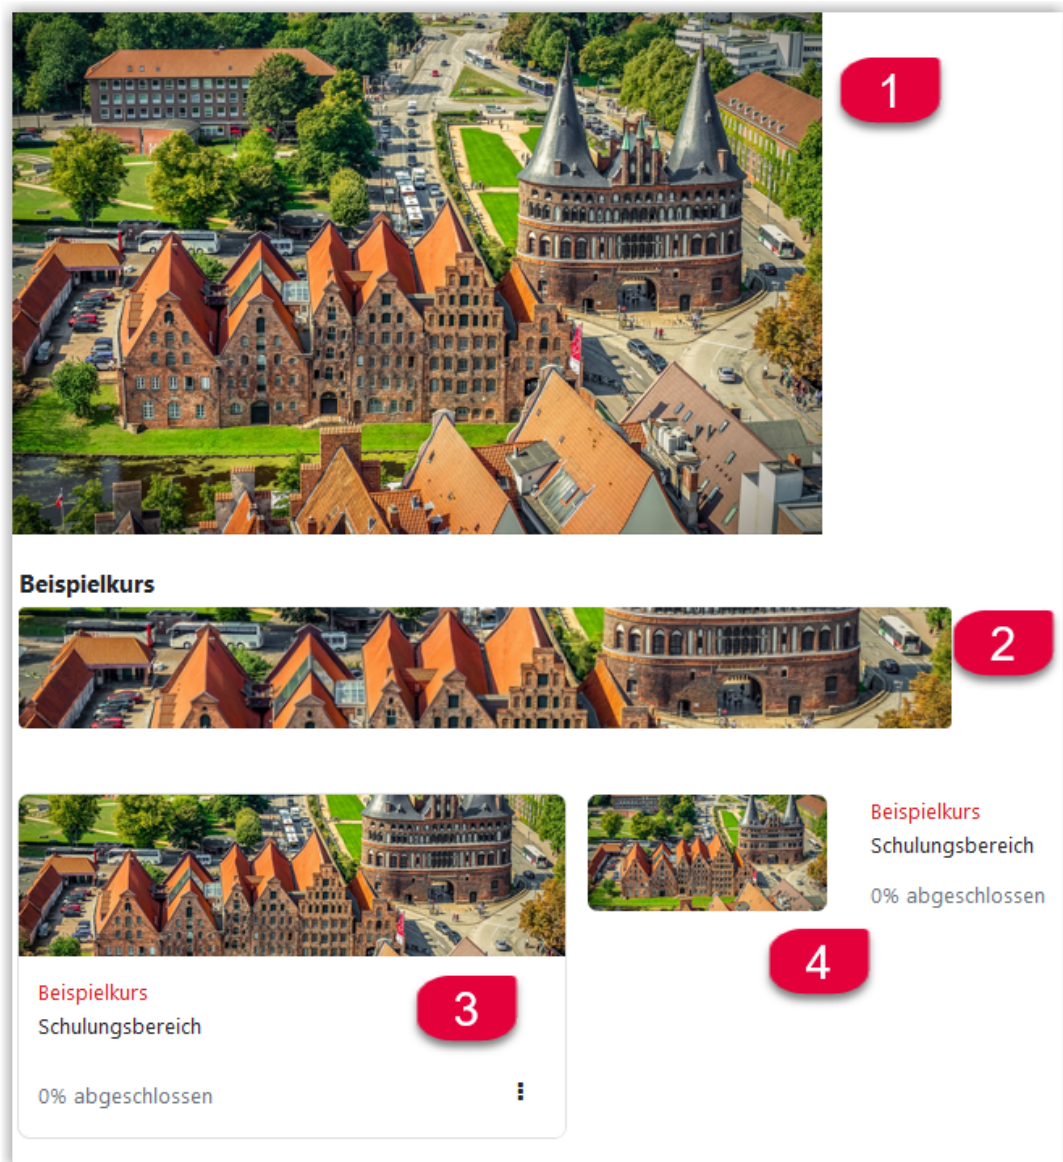 1
Beispielkurs
2
Beispielkurs
Schulungsbereich
3
0% abgeschlossen
Beispielkurs
Schulungsbereich
0% abgeschlossen
4